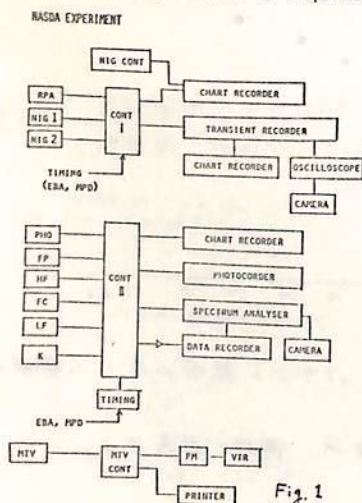 NASDA EXPERIMENT
NIG CONT
CHART RECORDER
RPA
NIG 1
NIG 2
CONT
I
TRANSIENT RECORDER
CHART RECORDER
OSCILLOSCOPE
CAMERA
TIMING
(EBA, MPD)
PHO
FP
HF
FC
LF
K
CONT
II
CHART RECORDER
PHOTOCORDER
SPECTRUM ANALYSER
DATA RECORDER
CAMERA
TIMING
EBA, MPD
MTV
MTV
CONT
FM
VTR
PRINTER
Fig. 1